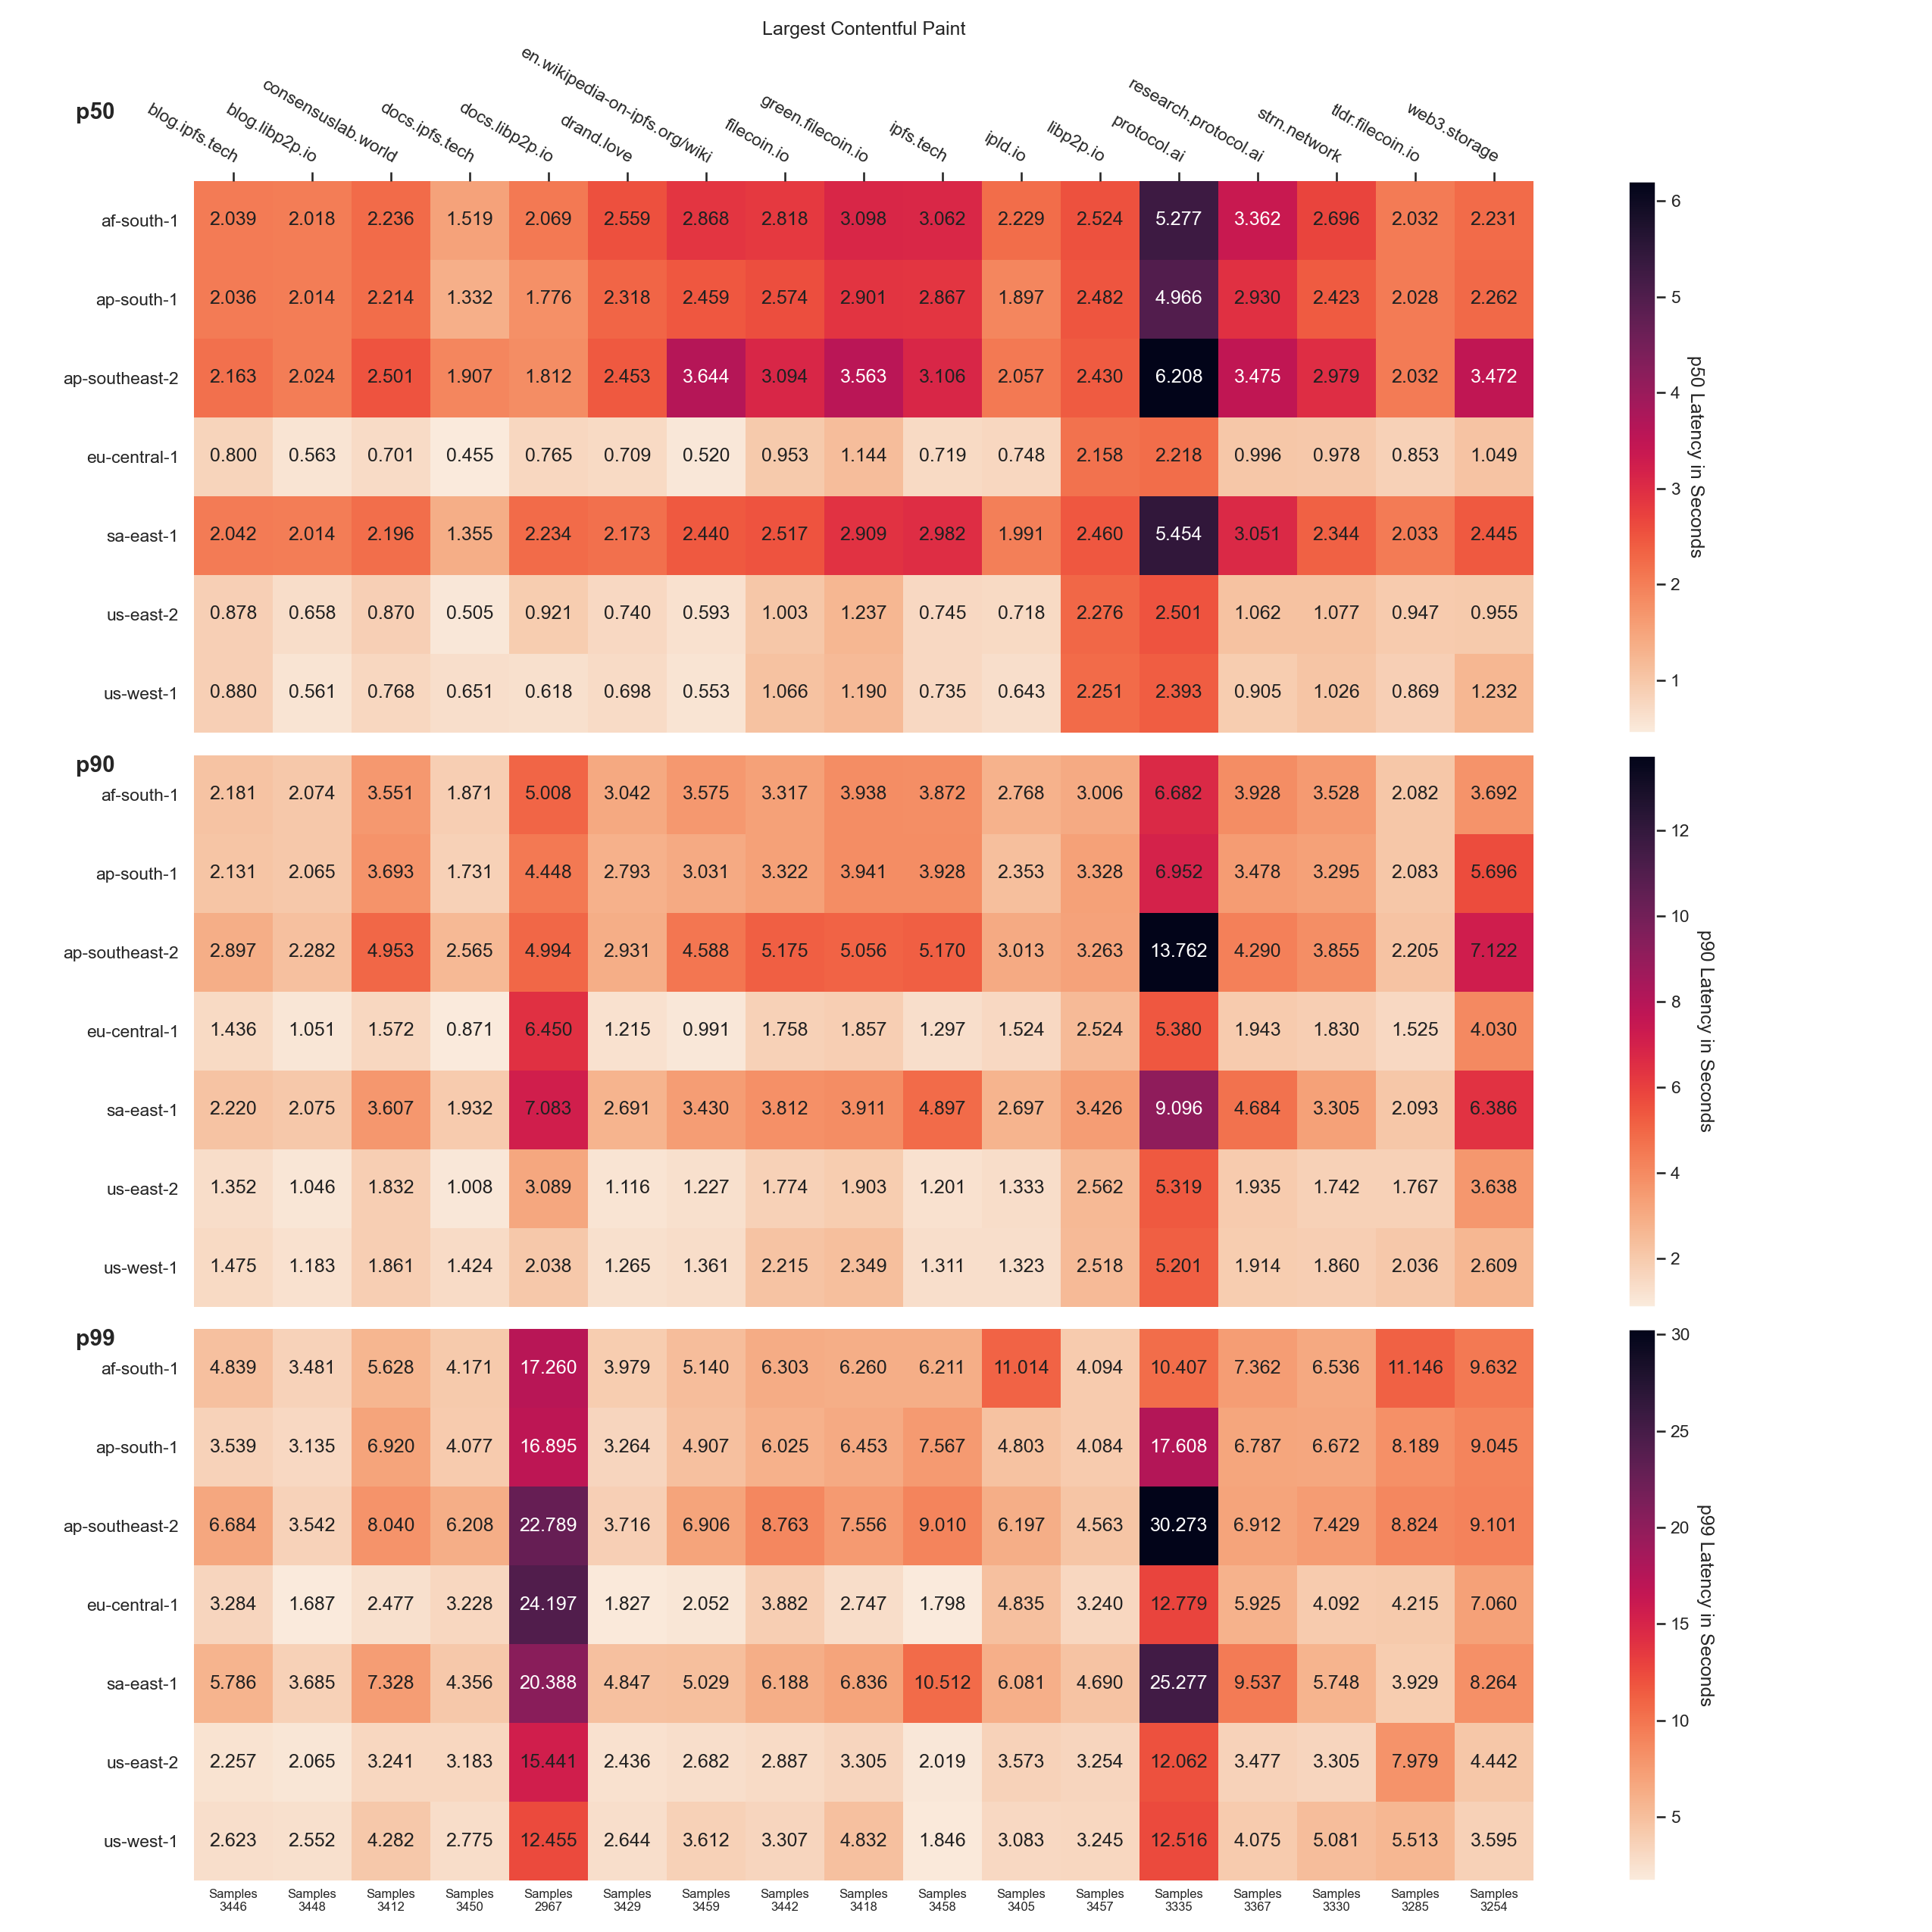 Largest Contentful Paint
p50
blog.ipfs.tech
blog.libp2p.io
consensuslab.world
docs.ipfs.tech
docs.libp2p.io
drand.love
en.wikipedia-on-ipfs.org/wiki
filecoin.io
green.filecoin.io
ipfs.tech
ipld.io
libp2p.io
protocol.ai
research.protocol.ai
strn.network
tldr.filecoin.io
web3.storage
af-south-1 2.039 2.018 2.236 1.519 2.069 2.559 2.868 2.818 3.098 3.062 2.229 2.524 5.277 3.362 2.696 2.032 2.231
ap-south-1 2.036 2.014 2.214 1.332 1.776 2.318 2.459 2.574 2.901 2.867 1.897 2.482 4.966 2.930 2.423 2.028 2.262
ap-southeast-2 2.163 2.024 2.501 1.907 1.812 2.453 3.644 3.094 3.563 3.106 2.057 2.430 6.208 3.475 2.979 2.032 3.472
eu-central-1 0.800 0.563 0.701 0.455 0.765 0.709 0.520 0.953 1.144 0.719 0.748 2.158 2.218 0.996 0.978 0.853 1.049
sa-east-1 2.042 2.014 2.196 1.355 2.234 2.173 2.440 2.517 2.909 2.982 1.991 2.460 5.454 3.051 2.344 2.033 2.445
us-east-2 0.878 0.658 0.870 0.505 0.921 0.740 0.593 1.003 1.237 0.745 0.718 2.276 2.501 1.062 1.077 0.947 0.955
us-west-1 0.880 0.561 0.768 0.651 0.618 0.698 0.553 1.066 1.190 0.735 0.643 2.251 2.393 0.905 1.026 0.869 1.232
6
5
4
3
2
1
p50 Latency in Seconds
p90
af-south-1 2.181 2.074 3.551 1.871 5.008 3.042 3.575 3.317 3.938 3.872 2.768 3.006 6.682 3.928 3.528 2.082 3.692
ap-south-1 2.131 2.065 3.693 1.731 4.448 2.793 3.031 3.322 3.941 3.928 2.353 3.328 6.952 3.478 3.295 2.083 5.696
ap-southeast-2 2.897 2.282 4.953 2.565 4.994 2.931 4.588 5.175 5.056 5.170 3.013 3.263 13.762 4.290 3.855 2.205 7.122
eu-central-1 1.436 1.051 1.572 0.871 6.450 1.215 0.991 1.758 1.857 1.297 1.524 2.524 5.380 1.943 1.830 1.525 4.030
sa-east-1 2.220 2.075 3.607 1.932 7.083 2.691 3.430 3.812 3.911 4.897 2.697 3.426 9.096 4.684 3.305 2.093 6.386
us-east-2 1.352 1.046 1.832 1.008 3.089 1.116 1.227 1.774 1.903 1.201 1.333 2.562 5.319 1.935 1.742 1.767 3.638
us-west-1 1.475 1.183 1.861 1.424 2.038 1.265 1.361 2.215 2.349 1.311 1.323 2.518 5.201 1.914 1.860 2.036 2.609
12
10
8
6
4
2
p90 Latency in Seconds
p99
af-south-1 4.839 3.481 5.628 4.171 17.260 3.979 5.140 6.303 6.260 6.211 11.014 4.094 10.407 7.362 6.536 11.146 9.632
ap-south-1 3.539 3.135 6.920 4.077 16.895 3.264 4.907 6.025 6.453 7.567 4.803 4.084 17.608 6.787 6.672 8.189 9.045
ap-southeast-2 6.684 3.542 8.040 6.208 22.789 3.716 6.906 8.763 7.556 9.010 6.197 4.563 30.273 6.912 7.429 8.824 9.101
eu-central-1 3.284 1.687 2.477 3.228 24.197 1.827 2.052 3.882 2.747 1.798 4.835 3.240 12.779 5.925 4.092 4.215 7.060
sa-east-1 5.786 3.685 7.328 4.356 20.388 4.847 5.029 6.188 6.836 10.512 6.081 4.690 25.277 9.537 5.748 3.929 8.264
us-east-2 2.257 2.065 3.241 3.183 15.441 2.436 2.682 2.887 3.305 2.019 3.573 3.254 12.062 3.477 3.305 7.979 4.442
us-west-1 2.623 2.552 4.282 2.775 12.455 2.644 3.612 3.307 4.832 1.846 3.083 3.245 12.516 4.075 5.081 5.513 3.595
30
25
20
15
10
5
p99 Latency in Seconds
Samples Samples Samples Samples Samples Samples Samples Samples Samples Samples Samples Samples Samples Samples Samples Samples Samples
3446 3448 3412 3450 2967 3429 3459 3442 3418 3458 3405 3457 3335 3367 3330 3285 3254